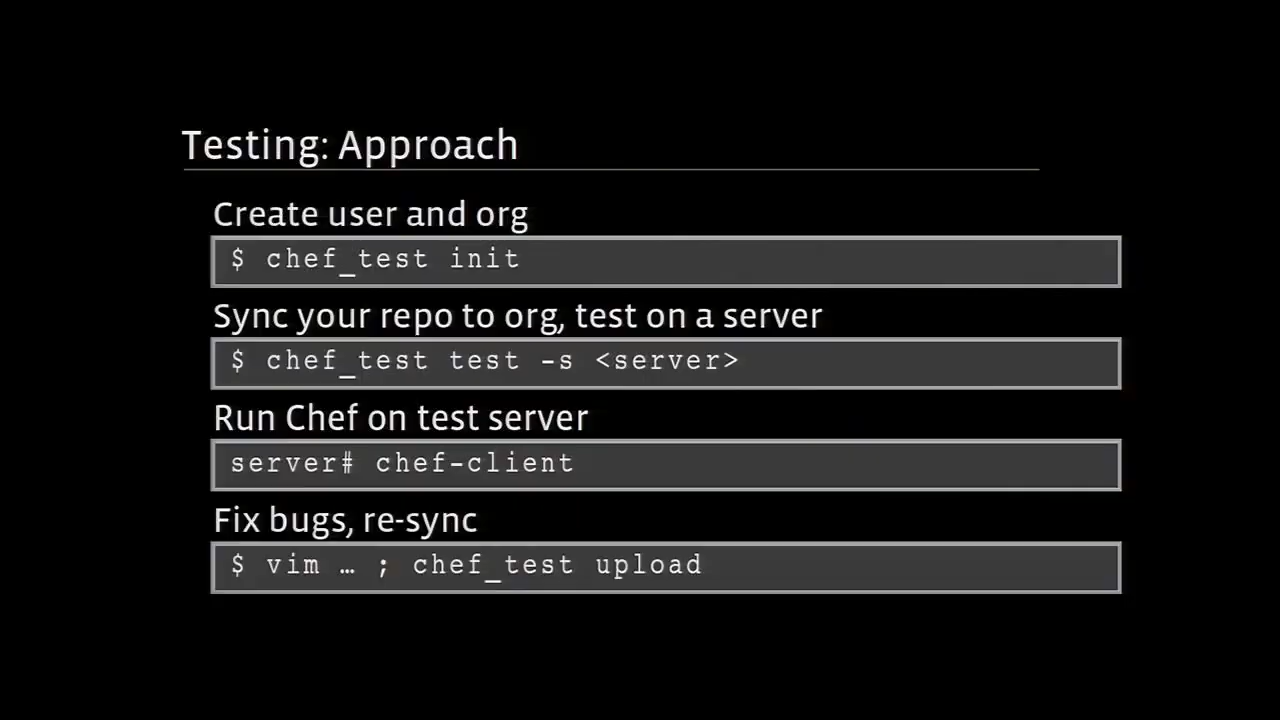 Testing: Approach
Create user and org
$ chef_test init
Sync your repo to org, test on a server
$ chef_test test -s <server>
Run Chef on test server
server# chef-client
Fix bugs, re-sync
$ vim … ; chef_test upload